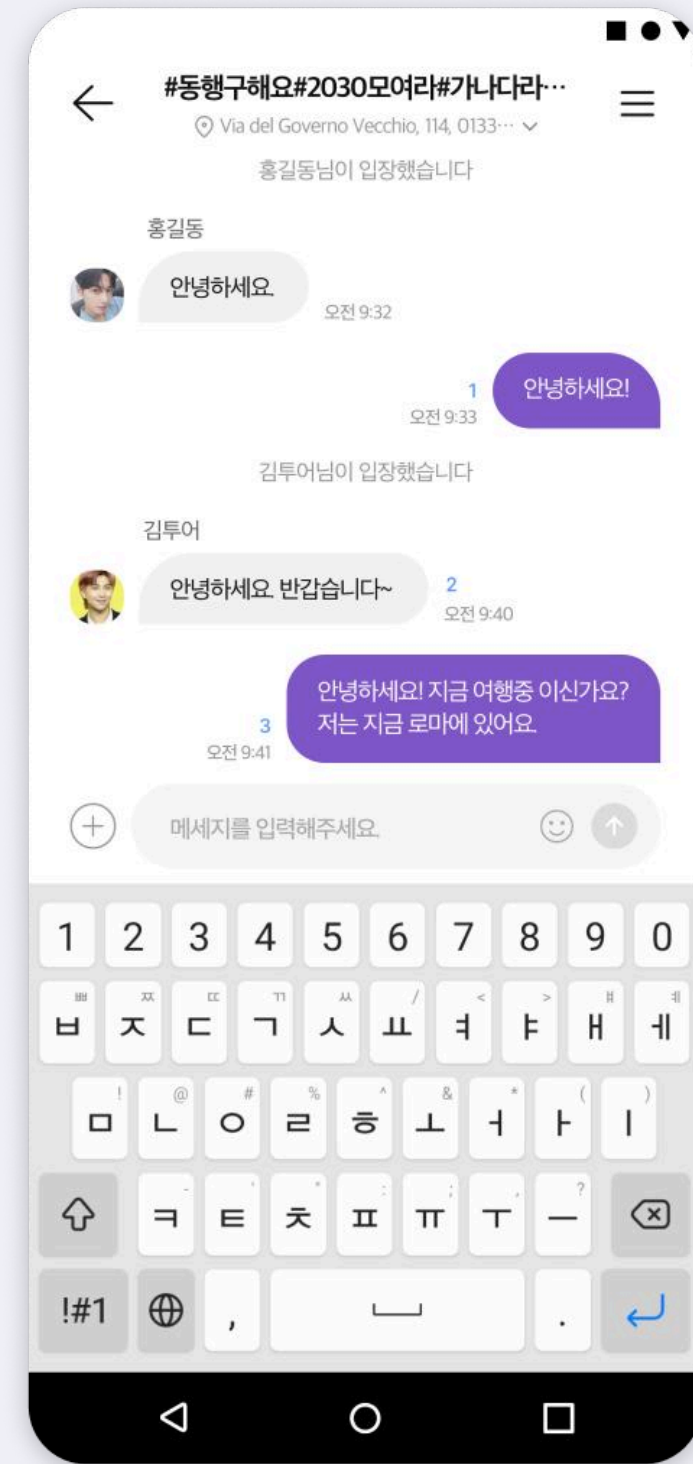 #동행구해요#2030모여라#가나다라···
Via del Governo Vecchio, 114, 0133···
홍길동님이 입장했습니다
홍길동
안녕하세요.
오전 9:32
안녕하세요!
1
오전 9:33
김투어님이 입장했습니다
김투어
안녕하세요. 반갑습니다~
2
오전 9:40
안녕하세요! 지금 여행중 이신가요?
저는 지금 로마에 있어요.
3
오전 9:41
메세지를 입력해주세요.
1 2 3 4 5 6 7 8 9 0
ㅃ ㅉ ㄸ ㄲ ㅆ / < > ㅒ ㅖ
ㅂ ㅈ ㄷ ㄱ ㅅ ㅛ ㅕ ㅑ ㅐ ㅔ
! @ # % ^ & * ( )
ㅁ ㄴ ㅇ ㄹ ㅎ ㅗ ㅓ ㅏ ㅣ
- ' " : ; , ?
ㅋ ㅌ ㅊ ㅍ ㅠ ㅜ ㅡ
!#1 , .